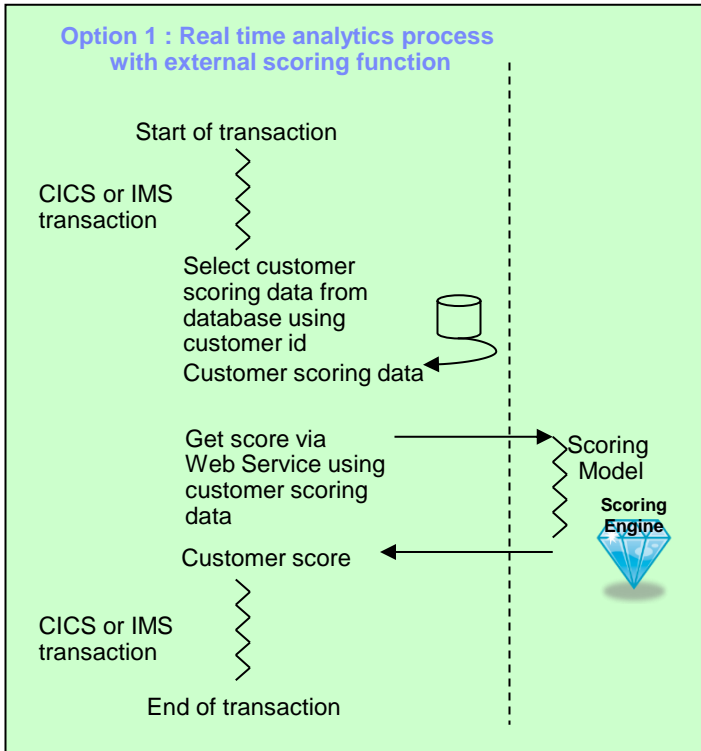 Option 1 : Real time analytics process
with external scoring function
Start of transaction
CICS or IMS
transaction
Select customer
scoring data from
database using
customer id
Customer scoring data
Get score via
Web Service using
customer scoring
data
Scoring
Model
Scoring
Engine
Customer score
CICS or IMS
transaction
End of transaction